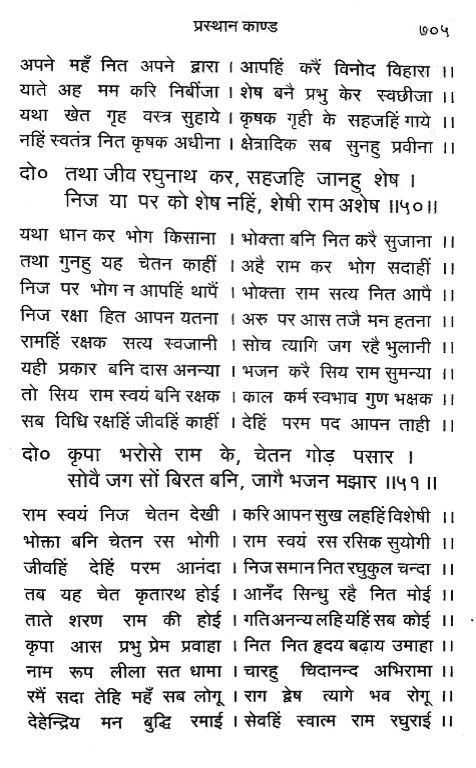 प्रस्थान काण्ड ७०५
अपने महँ नित अपने द्वारा । आपहिं करैं विनोद विहारा ।।
याते अह मम करि निर्बीजा । शेष बनै प्रभु केर स्वछीजा ।।
यथा खेत गृह वस्त्र सुहाये । कृषक गृही के सहजहिं गाये ।।
नहिं स्वतंत्र नित कृषक अधीना । क्षेत्रादिक सब सुनहु प्रवीना ।।
दो० तथा जीव रघुनाथ कर, सहजहि जानहु शेष ।
निज या पर को शेष नहिं, शेषी राम अशेष ।।५०।।
यथा धान कर भोग किसाना । भोक्ता बनि नित करै सुजाना ।।
तथा गुनहु यह चेतन काहीं । अहै राम कर भोग सदाहीं ।।
निज पर भोग न आपहिं थापैं । भोक्ता राम सत्य नित आपै ।।
निज रक्षा हित आपन यतना । अरु पर आस तजै मन हतना ।।
रामहिं रक्षक सत्य स्वजानी । सोच त्यागि जग रहै भुलानी ।।
यही प्रकार बनि दास अनन्या । भजन करै सिय राम सुमन्या ।।
तो सिय राम स्वयं बनि रक्षक । काल कर्म स्वभाव गुण भक्षक ।।
सब विधि रक्षहिं जीवहिं काहीं । देहिं परम पद आपन ताही ।।
दो० कृपा भरोसे राम के, चेतन गोड़ पसार ।
सोवै जग सों बिरत बनि, जागै भजन मझार ।।५१।।
राम स्वयं निज चेतन देखी । करि आपन सुख लहहिं विशेषी ।।
भोक्ता बनि चेतन रस भोगी । राम स्वयं रस रसिक सुयोगी ।।
जीवहिं देहिं परम आनंदा । निज समान नित रघुकुल चन्दा ।।
तब यह चेत कृतारथ होई । आनँद सिन्धु रहै नित मोई ।।
ताते शरण राम की होई । गति अनन्य लहि यहिं सब कोई ।।
कृपा आस प्रभु प्रेम प्रवाहा । नित नित हृदय बढ़ाय उमाहा ।।
नाम रूप लीला सत धामा । चारहु चिदानन्द अभिरामा ।।
रमैं सदा तेहि महँ सब लोगू । राग द्वेष त्यागे भव रोगू ।।
देहेन्द्रिय मन बुद्धि रमाई । सेवहिं स्वात्म राम रघुराई ।।